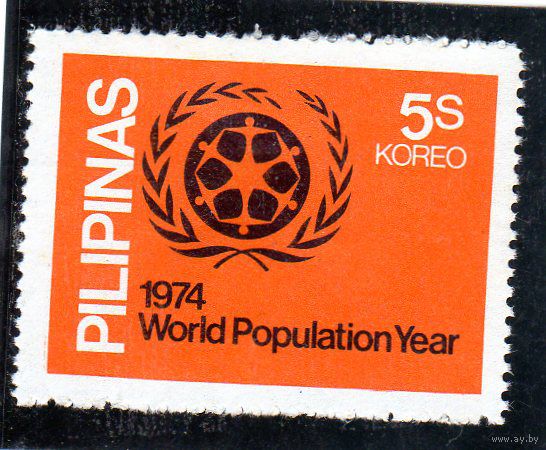 PILIPINAS
5S
KOREO
1974
World Population Year
www.ay.by